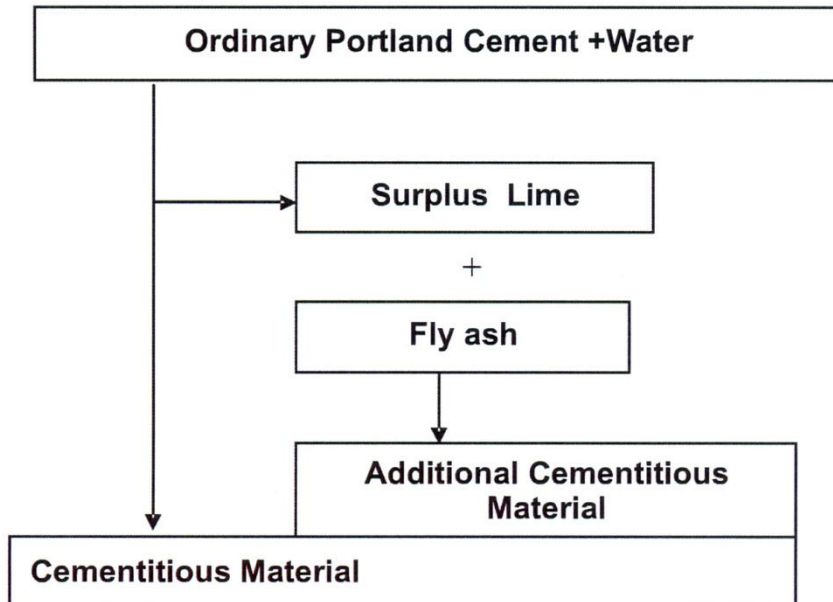 Ordinary Portland Cement +Water
Surplus Lime
+
Fly ash
Additional Cementitious
Material
Cementitious Material